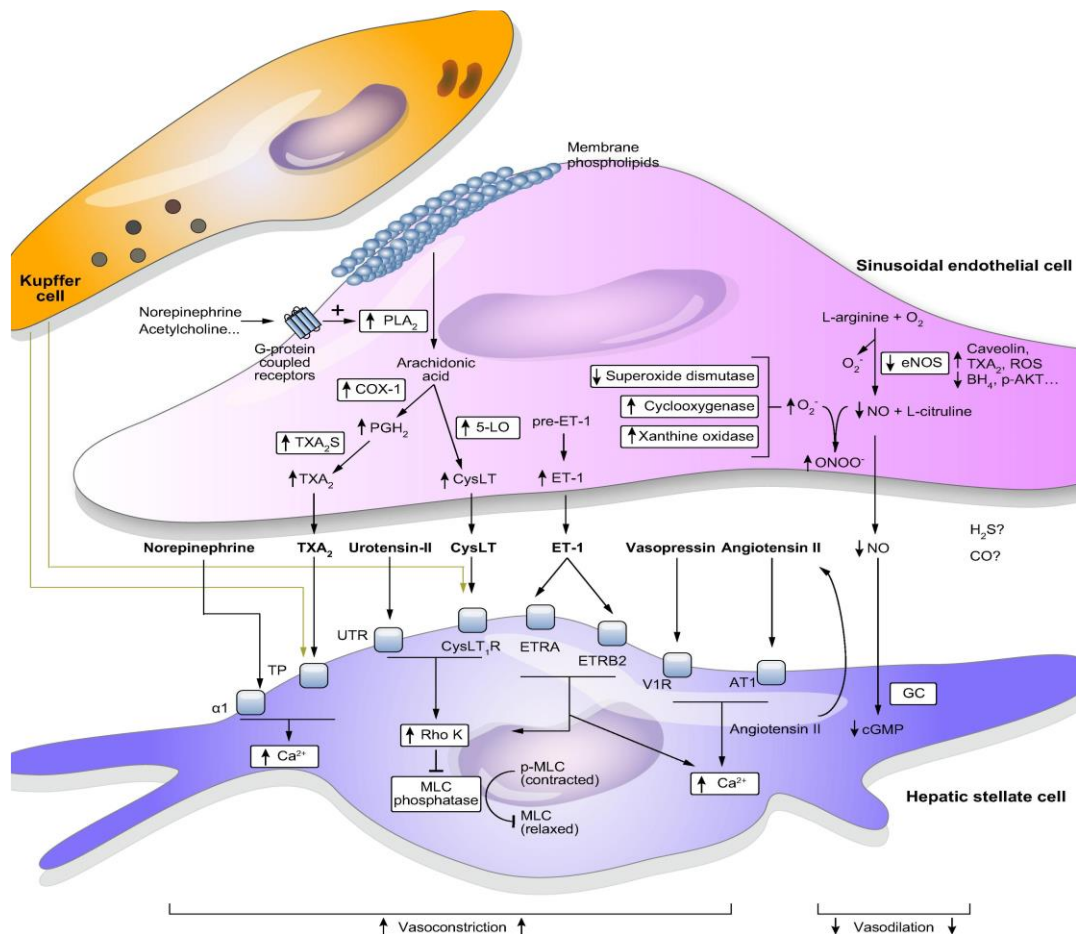 Membrane
phospholipids
Kupffer
cell
Sinusoidal endothelial cell
Norepinephrine
Acetylcholine...
+
↑ PLA₂
G-protein
coupled
receptors
Arachidonic
acid
↑ COX-1
↑ PGH₂
↑ TXA₂S
↑ 5-LO
↑ TXA₂
↑ CysLT
pre-ET-1
↑ ET-1
↓ Superoxide dismutase
↑ Cyclooxygenase
↑ Xanthine oxidase
↑ O₂⁻
L-arginine + O₂
O₂⁻
↓ eNOS
↑ Caveolin,
TXA₂, ROS
↓ BH₄, p-AKT...
↓ NO + L-citruline
↑ ONOO⁻
Norepinephrine
TXA₂
Urotensin-II
CysLT
ET-1
Vasopressin
Angiotensin II
↓ NO
H₂S?
CO?
α1
TP
UTR
CysLT₁R
ETRA
ETRB2
V1R
AT1
↑ Ca²⁺
↑ Rho K
MLC
phosphatase
p-MLC
(contracted)
MLC
(relaxed)
↑ Ca²⁺
Angiotensin II
GC
↓ cGMP
Hepatic stellate cell
↑ Vasoconstriction ↑
↓ Vasodilation ↓